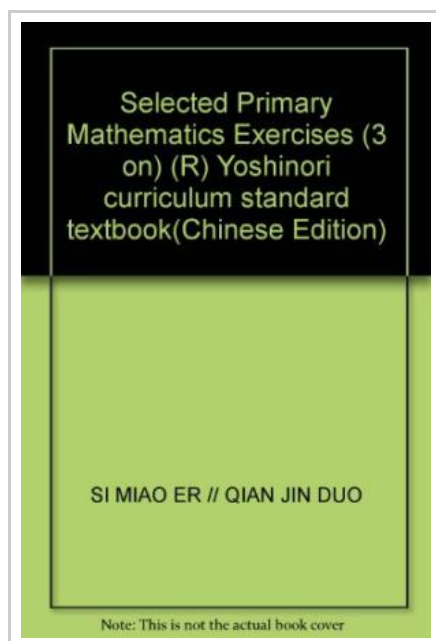 Selected Primary
Mathematics Exercises (3
on) (R) Yoshinori
curriculum standard
textbook(Chinese Edition)
SI MIAO ER // QIAN JIN DUO
Note: This is not the actual book cover